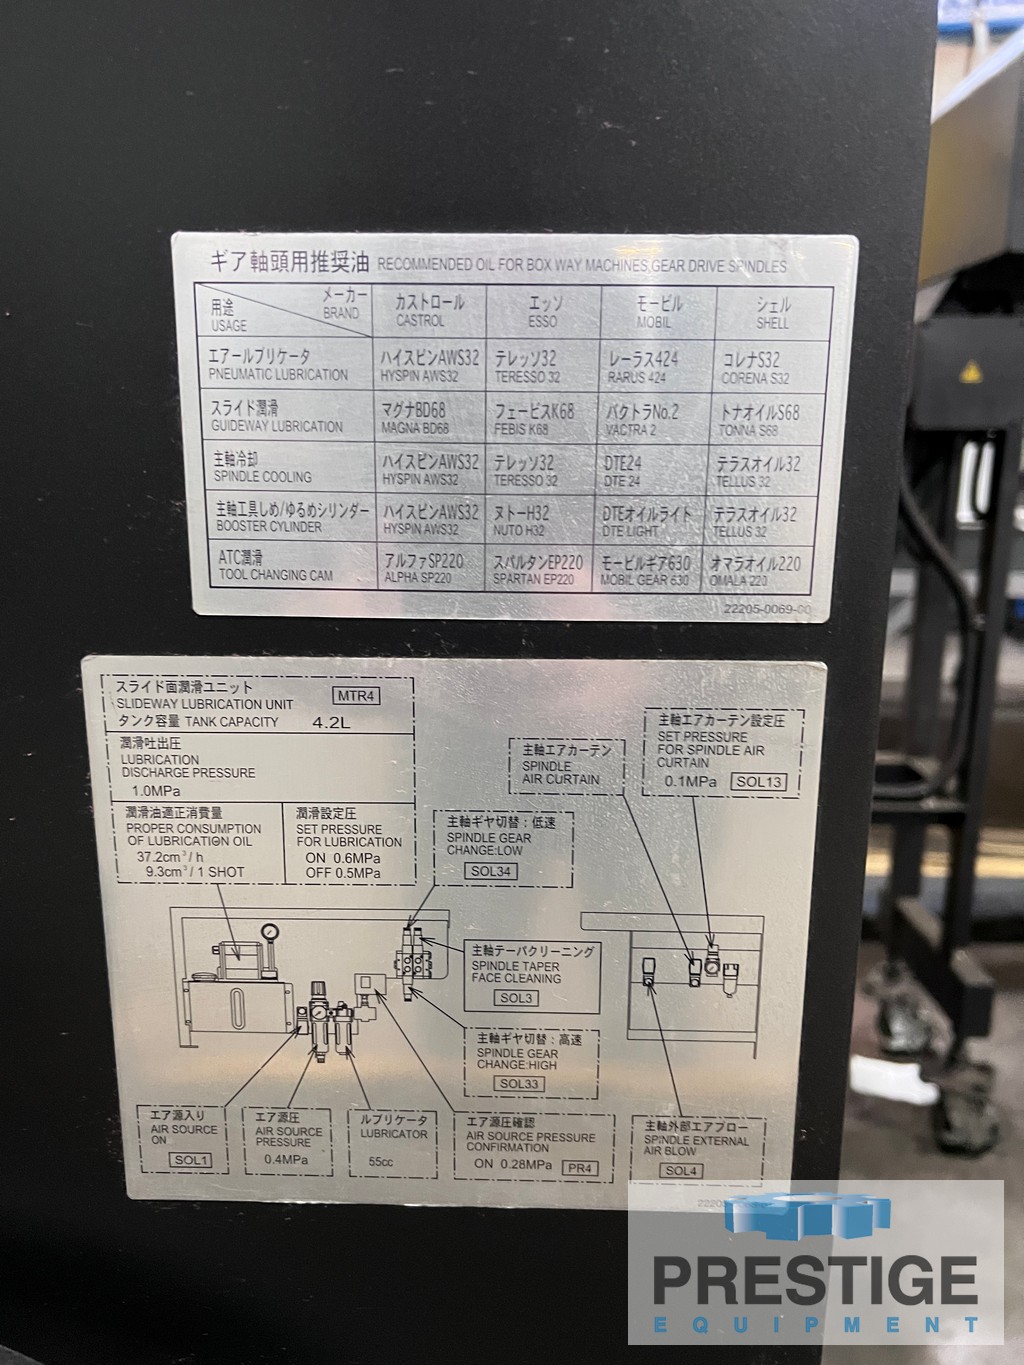 ギア軸頭用推奨油 RECOMMENDED OIL FOR BOX WAY MACHINES,GEAR DRIVE SPINDLES
メーカー
BRAND
用途
USAGE
カストロール
CASTROL
エッソ
ESSO
モービル
MOBIL
シェル
SHELL
エアールブリケータ
PNEUMATIC LUBRICATION
ハイスピンAWS32
HYSPIN AWS32
テレッソ32
TERESSO 32
レーラス424
RARUS 424
コレナS32
CORENA S32
スライド潤滑
GUIDEWAY LUBRICATION
マグナBD68
MAGNA BD68
フェービスK68
FEBIS K68
バクトラNo.2
VACTRA 2
トナオイルS68
TONNA S68
主軸冷却
SPINDLE COOLING
ハイスピンAWS32
HYSPIN AWS32
テレッソ32
TERESSO 32
DTE24
DTE 24
テラスオイル32
TELLUS 32
主軸工具しめ/ゆるめシリンダー
BOOSTER CYLINDER
ハイスピンAWS32
HYSPIN AWS32
ヌトーH32
NUTO H32
DTEオイルライト
DTE LIGHT
テラスオイル32
TELLUS 32
ATC潤滑
TOOL CHANGING CAM
アルファSP220
ALPHA SP220
スパルタンEP220
SPARTAN EP220
モービルギア630
MOBIL GEAR 630
オマラオイル220
OMALA 220
22205-0069-00
スライド面潤滑ユニット
SLIDEWAY LUBRICATION UNIT
MTR4
タンク容量 TANK CAPACITY 4.2L
潤滑吐出圧
LUBRICATION
DISCHARGE PRESSURE
1.0MPa
潤滑油適正消費量
PROPER CONSUMPTION
OF LUBRICATION OIL
37.2cm³/h
9.3cm³/1 SHOT
潤滑設定圧
SET PRESSURE
FOR LUBRICATION
ON 0.6MPa
OFF 0.5MPa
主軸ギヤ切替：低速
SPINDLE GEAR
CHANGE:LOW
SOL34
主軸エアカーテン
SPINDLE
AIR CURTAIN
主軸エアカーテン設定圧
SET PRESSURE
FOR SPINDLE AIR
CURTAIN
0.1MPa SOL13
主軸テーパクリーニング
SPINDLE TAPER
FACE CLEANING
SOL3
主軸ギヤ切替：高速
SPINDLE GEAR
CHANGE:HIGH
SOL33
エア源入り
AIR SOURCE
ON
SOL1
エア源圧
AIR SOURCE
PRESSURE
0.4MPa
ルブリケータ
LUBRICATOR
55cc
エア源圧確認
AIR SOURCE PRESSURE
CONFIRMATION
ON 0.28MPa PR4
主軸外部エアブロー
SPINDLE EXTERNAL
AIR BLOW
SOL4
PRESTIGE
EQUIPMENT